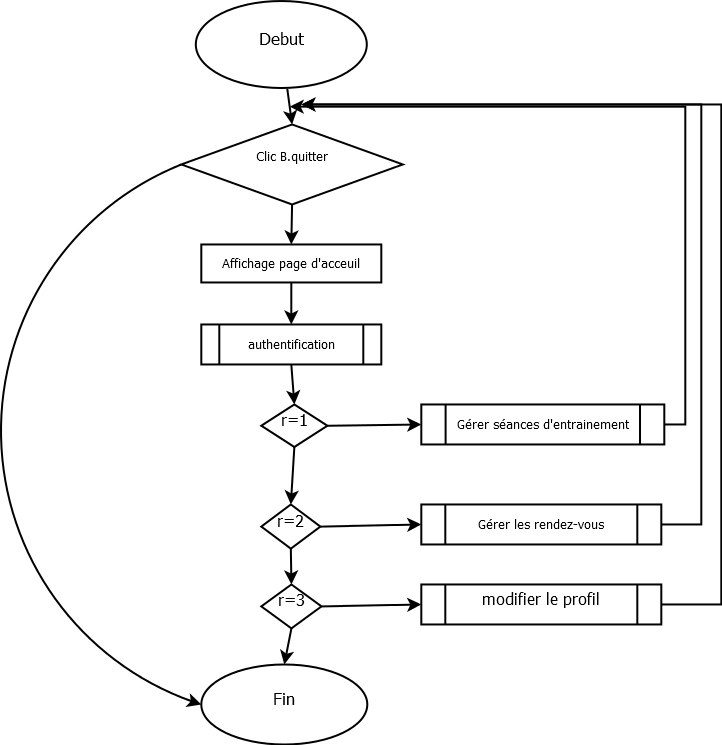 Debut
Clic B.quitter
Affichage page d'acceuil
authentification
r=1
Gérer séances d'entrainement
r=2
Gérer les rendez-vous
r=3
modifier le profil
Fin